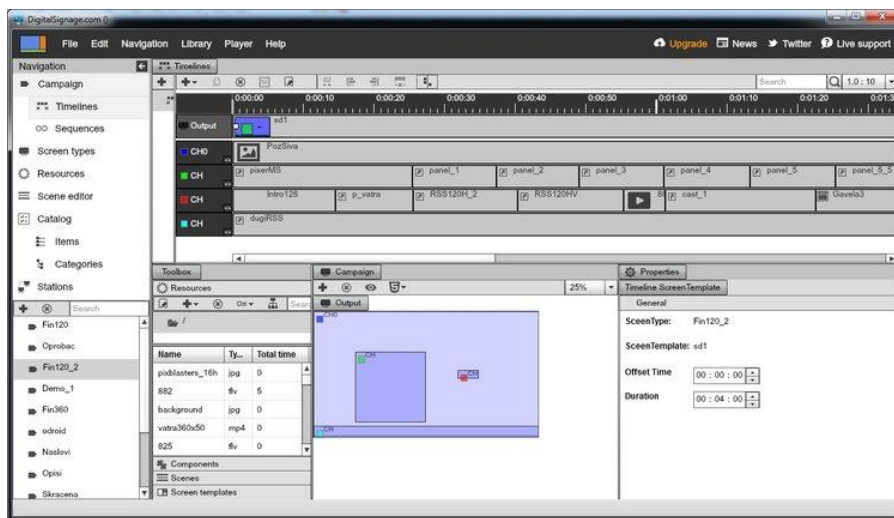 DigitalSignage.com ()
File Edit Navigation Library Player Help
Upgrade News Twitter Live support
Navigation
Campaign
Timelines
Sequences
Screen types
Resources
Scene editor
Catalog
Items
Categories
Stations
Search
Fin120
Oprobac
Fin120_2
Demo_1
Fin360
odroid
Naslovi
Opisi
Skracena
Timelines
Search 1.0 : 10
0:00:00 0:00:10 0:00:20 0:00:30 0:00:40 0:00:50 0:01:00 0:01:10 0:01:20 0:01:3
Output sd1
CH0 PozSiva
CH pixerMS panel_1 panel_2 panel_3 panel_4 panel_5 panel_5_5
CH Intro128 p_vatra RSS120H_2 RSS120HV cast_1 Gavela3
CH dugiRSS
Toolbox
Resources
Sear
/
Name Ty... Total time
pixblasters_16h jpg 0
882 flv 5
background jpg 0
vatra360x50 mp4 0
825 flv 0
Components
Scenes
Screen templates
Campaign
25%
Output
CH0
CH
CH
CH
Properties
Timeline ScreenTemplate
General
SceenType: Fin120_2
SceenTemplate: sd1
Offset Time 00 : 00 : 00
Duration 00 : 04 : 00